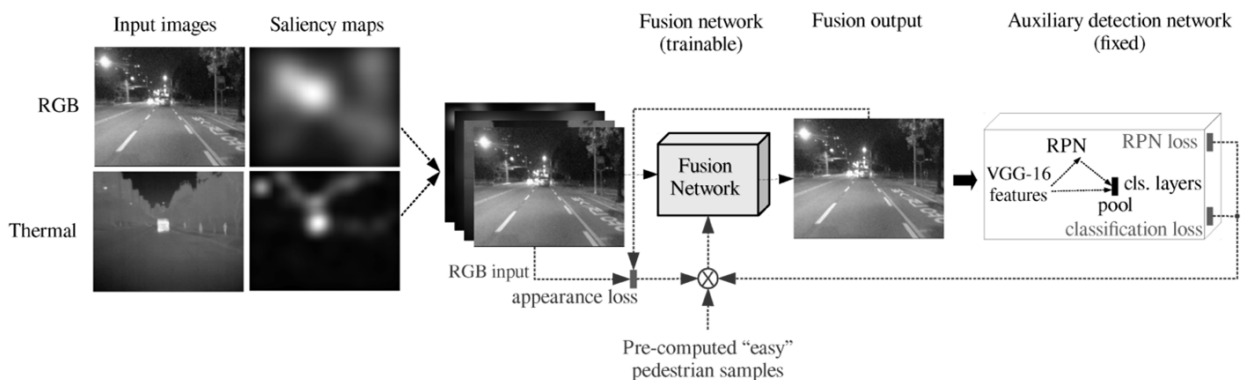 Input images
Saliency maps
Fusion network
(trainable)
Fusion output
Auxiliary detection network
(fixed)
RGB
Thermal
Fusion
Network
RPN loss
RPN
VGG-16
features
cls. layers
pool
classification loss
RGB input
appearance loss
Pre-computed “easy”
pedestrian samples